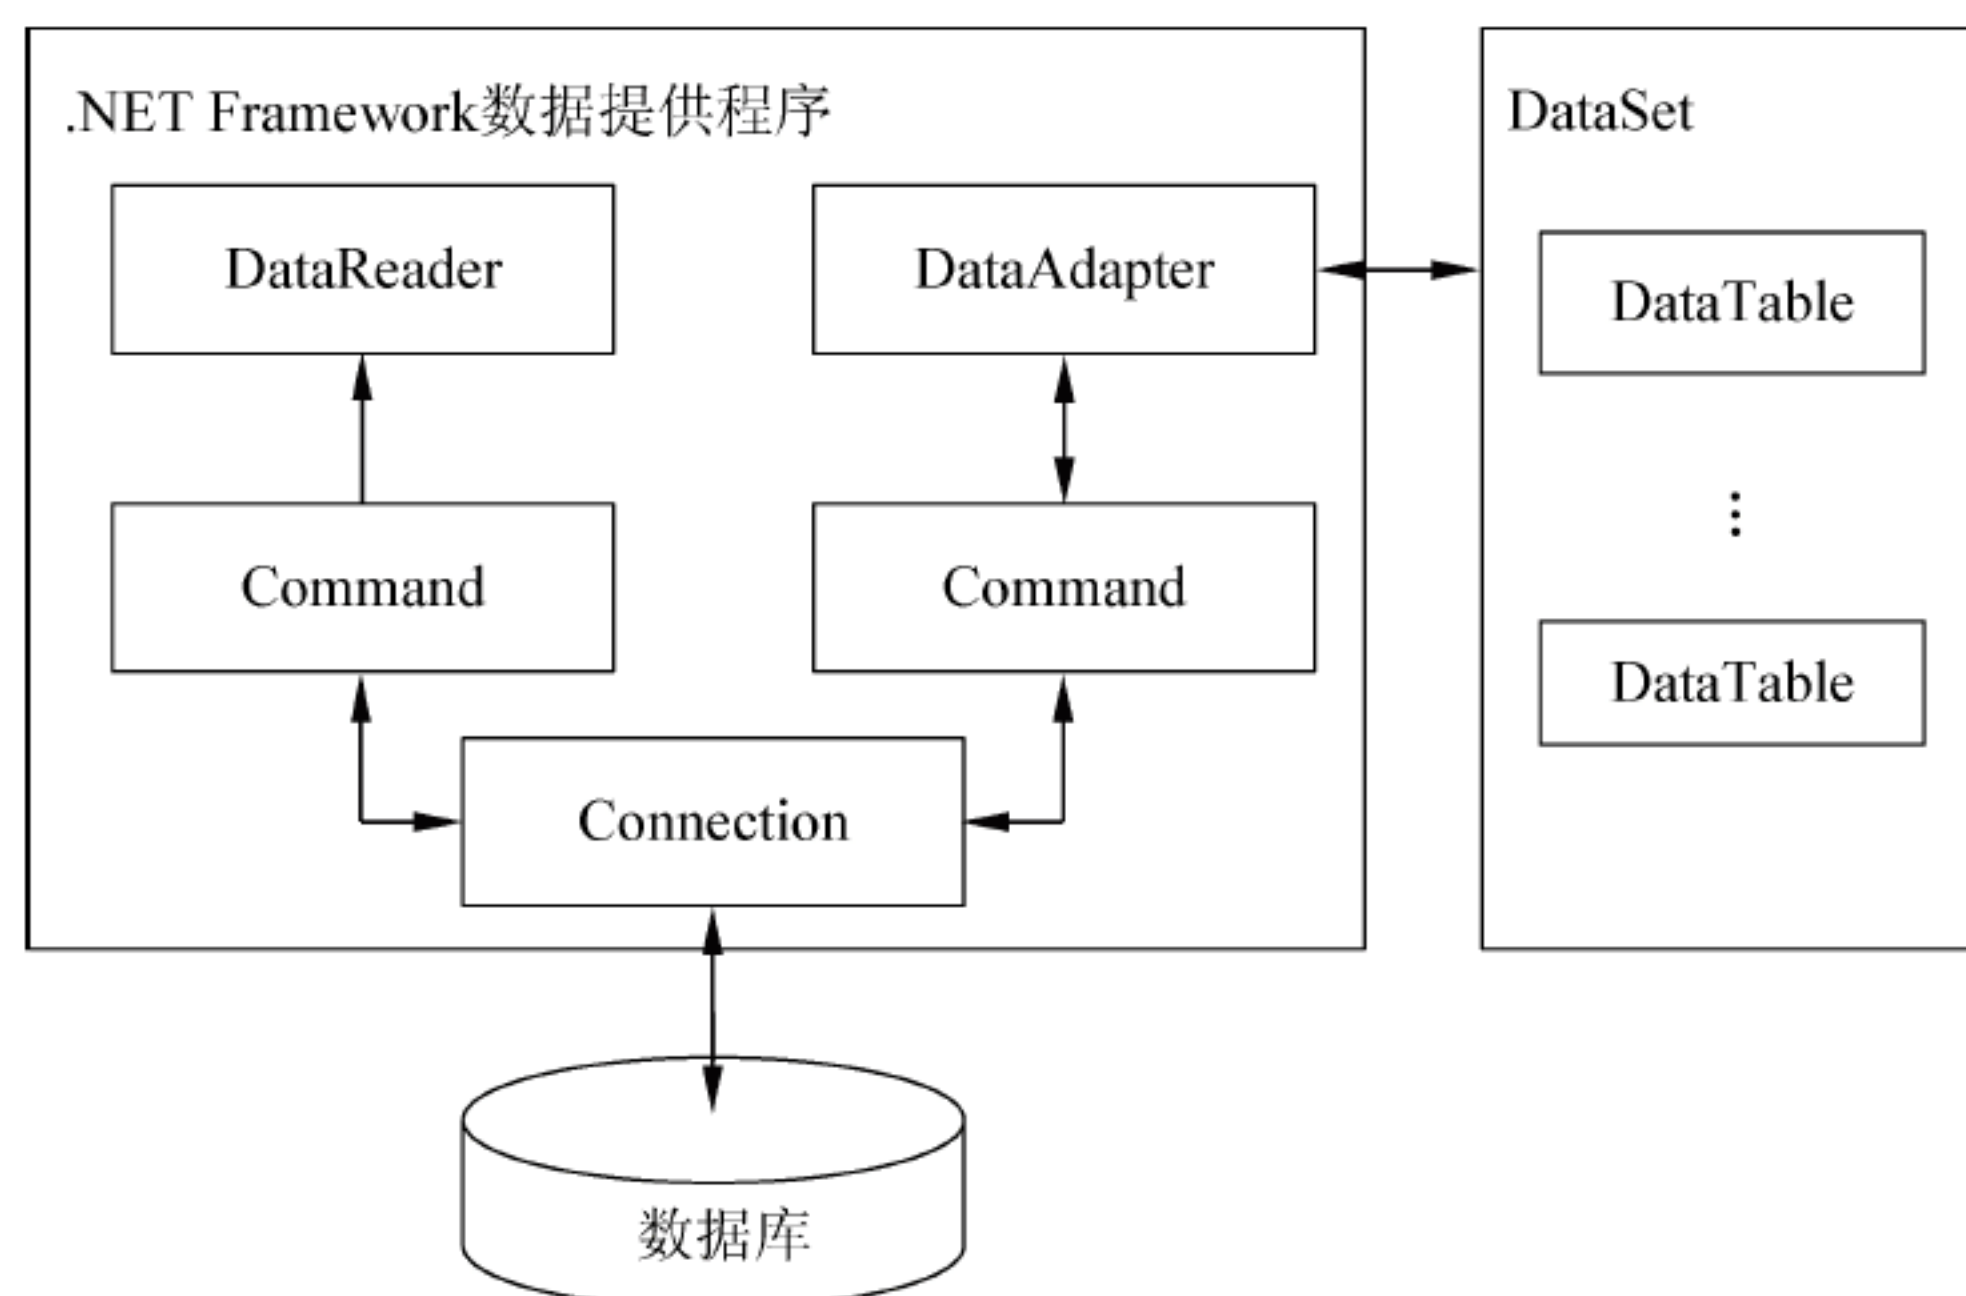 .NET Framework数据提供程序
DataSet
DataReader
DataAdapter
DataTable
Command
Command
DataTable
Connection
数据库